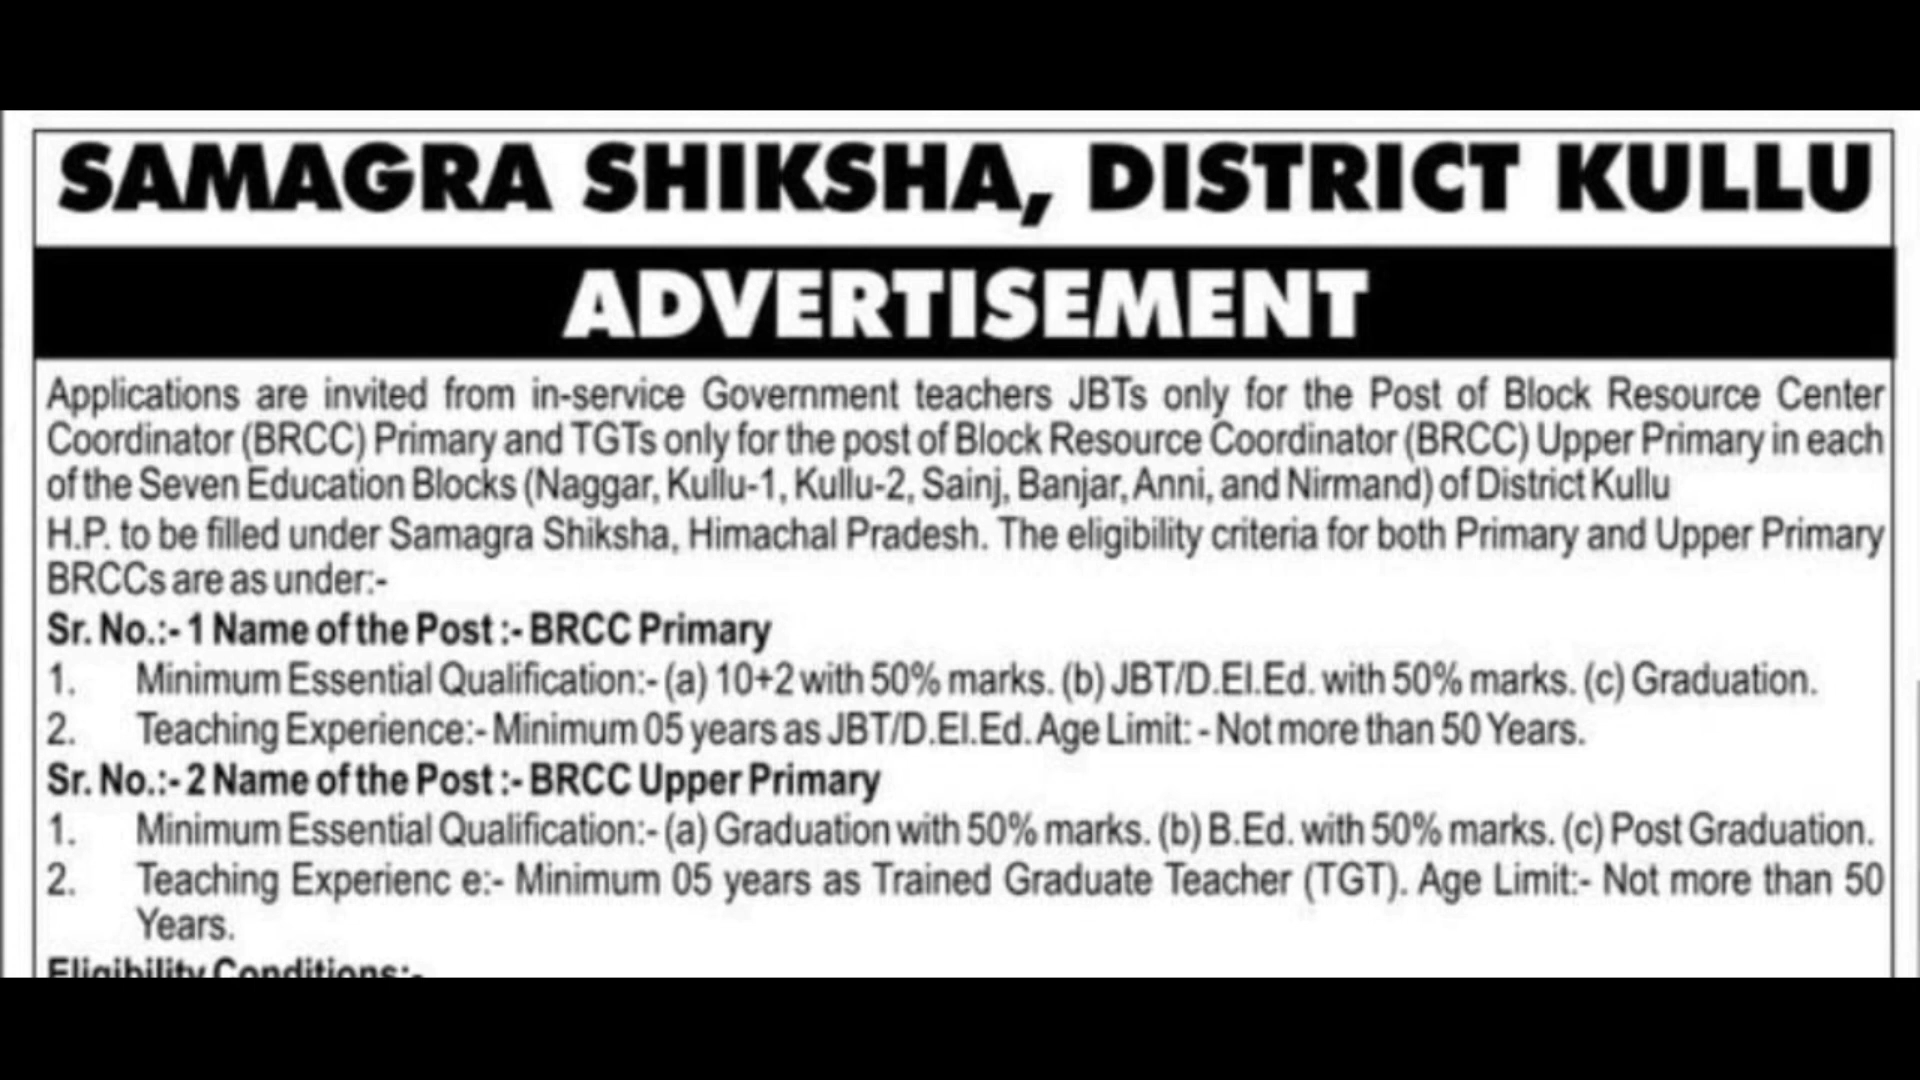 SAMAGRA SHIKSHA, DISTRICT KULLU
ADVERTISEMENT
Applications are invited from in-service Government teachers JBTs only for the Post of Block Resource Center
Coordinator (BRCC) Primary and TGTs only for the post of Block Resource Coordinator (BRCC) Upper Primary in each
of the Seven Education Blocks (Naggar, Kullu-1, Kullu-2, Sainj, Banjar, Anni, and Nirmand) of District Kullu
H.P. to be filled under Samagra Shiksha, Himachal Pradesh. The eligibility criteria for both Primary and Upper Primary
BRCCs are as under:-
Sr. No.:- 1 Name of the Post :- BRCC Primary
1. Minimum Essential Qualification:- (a) 10+2 with 50% marks. (b) JBT/D.El.Ed. with 50% marks. (c) Graduation.
2. Teaching Experience:- Minimum 05 years as JBT/D.El.Ed. Age Limit: - Not more than 50 Years.
Sr. No.:- 2 Name of the Post :- BRCC Upper Primary
1. Minimum Essential Qualification:- (a) Graduation with 50% marks. (b) B.Ed. with 50% marks. (c) Post Graduation.
2. Teaching Experienc e:- Minimum 05 years as Trained Graduate Teacher (TGT). Age Limit:- Not more than 50
Years.
Eligibility Conditions:-